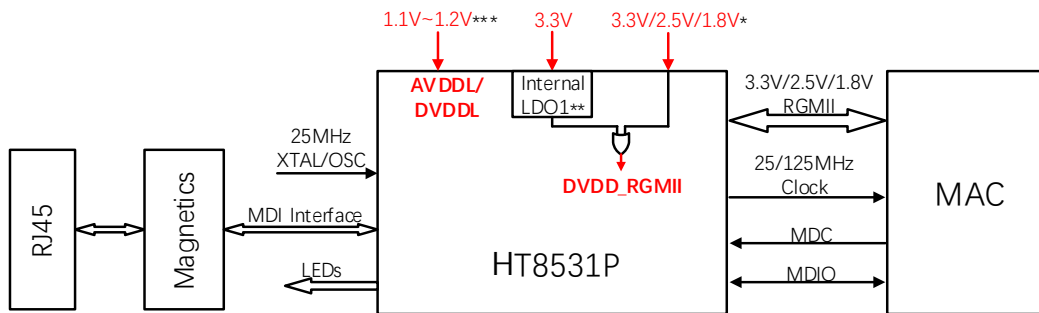 1.1V~1.2V***
3.3V
3.3V/2.5V/1.8V*
AVDDL/
DVDDL
Internal
LDO1**
DVDD_RGMII
3.3V/2.5V/1.8V
RGMII
25MHz
XTAL/OSC
25/125MHz
Clock
RJ45
Magnetics
MDI Interface
LEDs
HT8531P
MDC
MDIO
MAC